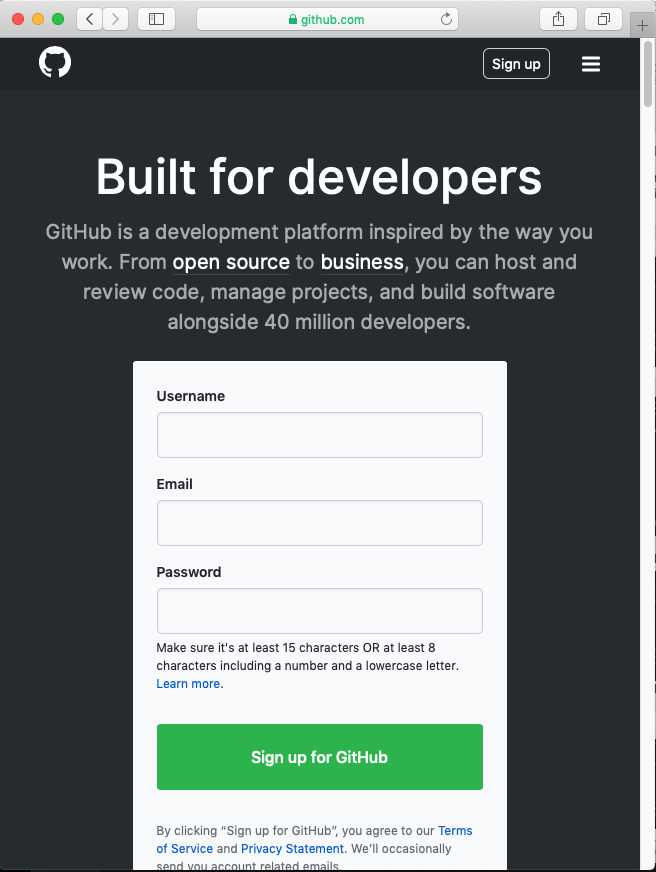 github.com
Sign up
Built for developers
GitHub is a development platform inspired by the way you
work. From open source to business, you can host and
review code, manage projects, and build software
alongside 40 million developers.
Username
Email
Password
Make sure it's at least 15 characters OR at least 8
characters including a number and a lowercase letter.
Learn more.
Sign up for GitHub
By clicking “Sign up for GitHub”, you agree to our Terms
of Service and Privacy Statement. We’ll occasionally
send you account related emails.